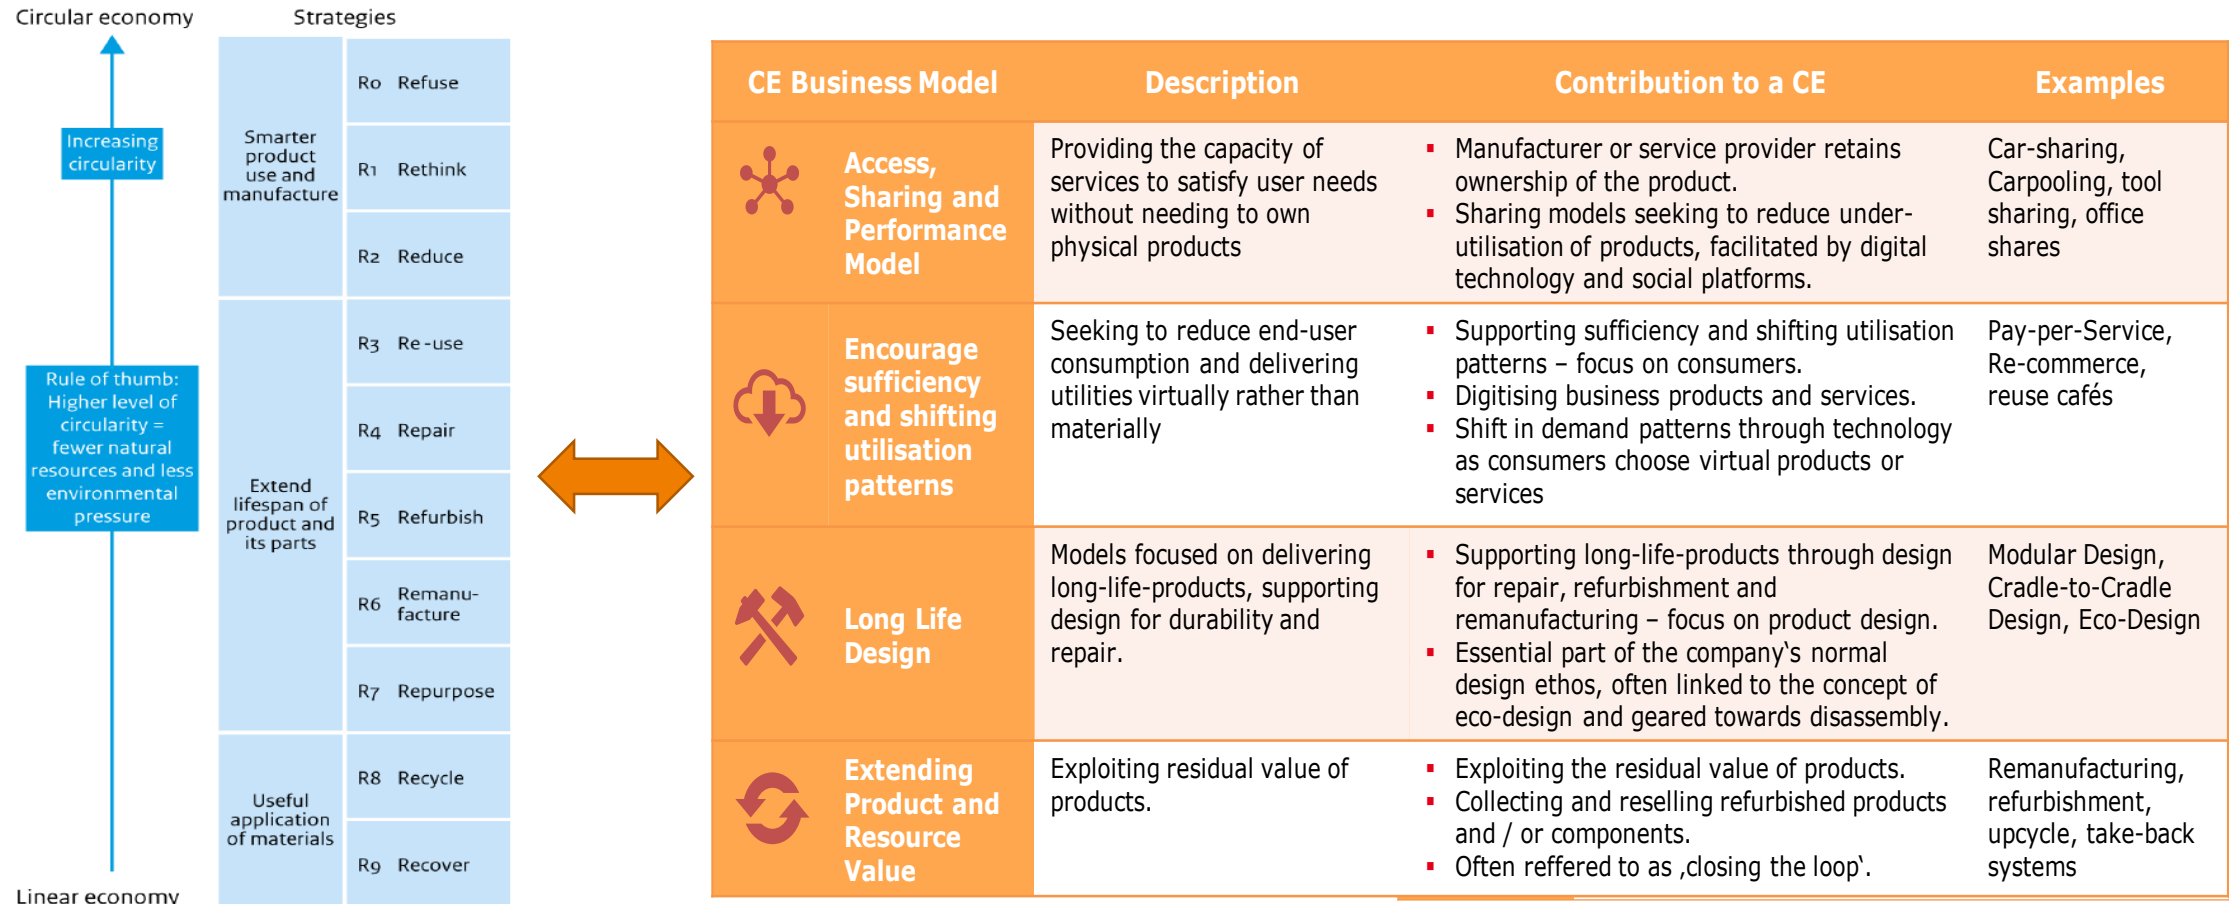 Circular economy
Strategies
Increasing
circularity
Rule of thumb:
Higher level of
circularity =
fewer natural
resources and less
environmental
pressure
Linear economy
Smarter
product
use and
manufacture
R0 Refuse
R1 Rethink
R2 Reduce
Extend
lifespan of
product and
its parts
R3 Re-use
R4 Repair
R5 Refurbish
R6 Remanu-
facture
R7 Repurpose
Useful
application
of materials
R8 Recycle
R9 Recover
CE Business Model
Description
Contribution to a CE
Examples
Access,
Sharing and
Performance
Model
Providing the capacity of
services to satisfy user needs
without needing to own
physical products
▪ Manufacturer or service provider retains
ownership of the product.
▪ Sharing models seeking to reduce under-
utilisation of products, facilitated by digital
technology and social platforms.
Car-sharing,
Carpooling, tool
sharing, office
shares
Encourage
sufficiency
and shifting
utilisation
patterns
Seeking to reduce end-user
consumption and delivering
utilities virtually rather than
materially
▪ Supporting sufficiency and shifting utilisation
patterns – focus on consumers.
▪ Digitising business products and services.
▪ Shift in demand patterns through technology
as consumers choose virtual products or
services
Pay-per-Service,
Re-commerce,
reuse cafés
Long Life
Design
Models focused on delivering
long-life-products, supporting
design for durability and
repair.
▪ Supporting long-life-products through design
for repair, refurbishment and
remanufacturing – focus on product design.
▪ Essential part of the company‘s normal
design ethos, often linked to the concept of
eco-design and geared towards disassembly.
Modular Design,
Cradle-to-Cradle
Design, Eco-Design
Extending
Product and
Resource
Value
Exploiting residual value of
products.
▪ Exploiting the residual value of products.
▪ Collecting and reselling refurbished products
and / or components.
▪ Often reffered to as ‚closing the loop‘.
Remanufacturing,
refurbishment,
upcycle, take-back
systems